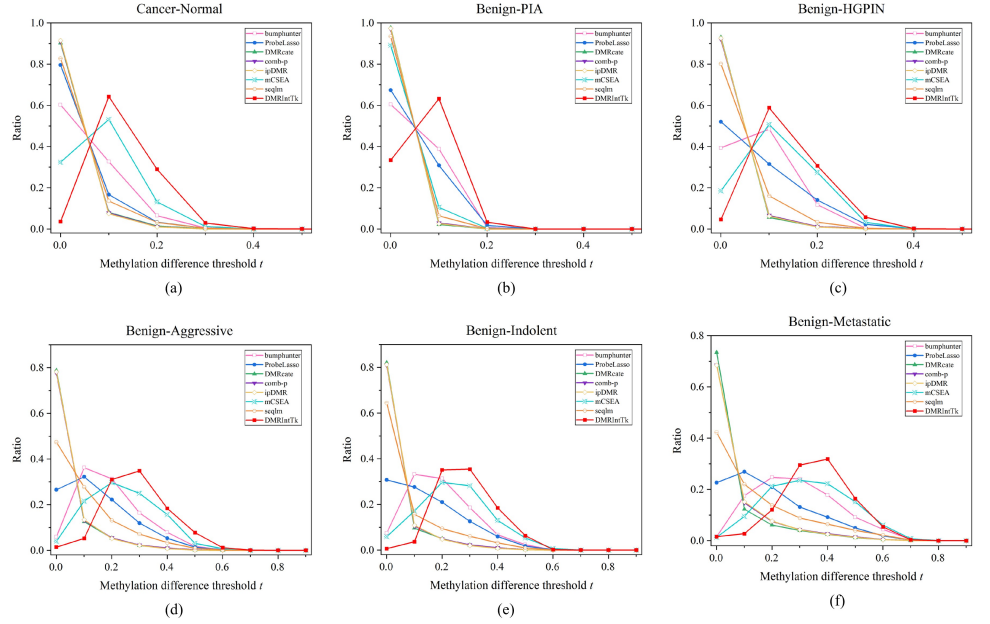 Cancer-Normal
1.0
0.8
0.6
0.4
0.2
0.0
Ratio
bumphunter
ProbeLasso
DMRcate
comb-p
ipDMR
mCSEA
seqlm
DMRIntTk
0.0 0.2 0.4
Methylation difference threshold t
(a)
Benign-PIA
1.0
0.8
0.6
0.4
0.2
0.0
Ratio
bumphunter
ProbeLasso
DMRcate
comb-p
ipDMR
mCSEA
seqlm
DMRIntTk
0.0 0.2 0.4
Methylation difference threshold t
(b)
Benign-HGPIN
1.0
0.8
0.6
0.4
0.2
0.0
Ratio
bumphunter
ProbeLasso
DMRcate
comb-p
ipDMR
mCSEA
seqlm
DMRIntTk
0.0 0.2 0.4
Methylation difference threshold t
(c)
Benign-Aggressive
0.8
0.6
0.4
0.2
0.0
Ratio
bumphunter
ProbeLasso
DMRcate
comb-p
ipDMR
mCSEA
seqlm
DMRIntTk
0.0 0.2 0.4 0.6 0.8
Methylation difference threshold t
(d)
Benign-Indolent
0.8
0.6
0.4
0.2
0.0
Ratio
bumphunter
ProbeLasso
DMRcate
comb-p
ipDMR
mCSEA
seqlm
DMRIntTk
0.0 0.2 0.4 0.6 0.8
Methylation difference threshold t
(e)
Benign-Metastatic
0.8
0.6
0.4
0.2
0.0
Ratio
bumphunter
ProbeLasso
DMRcate
comb-p
ipDMR
mCSEA
seqlm
DMRIntTk
0.0 0.2 0.4 0.6 0.8
Methylation difference threshold t
(f)